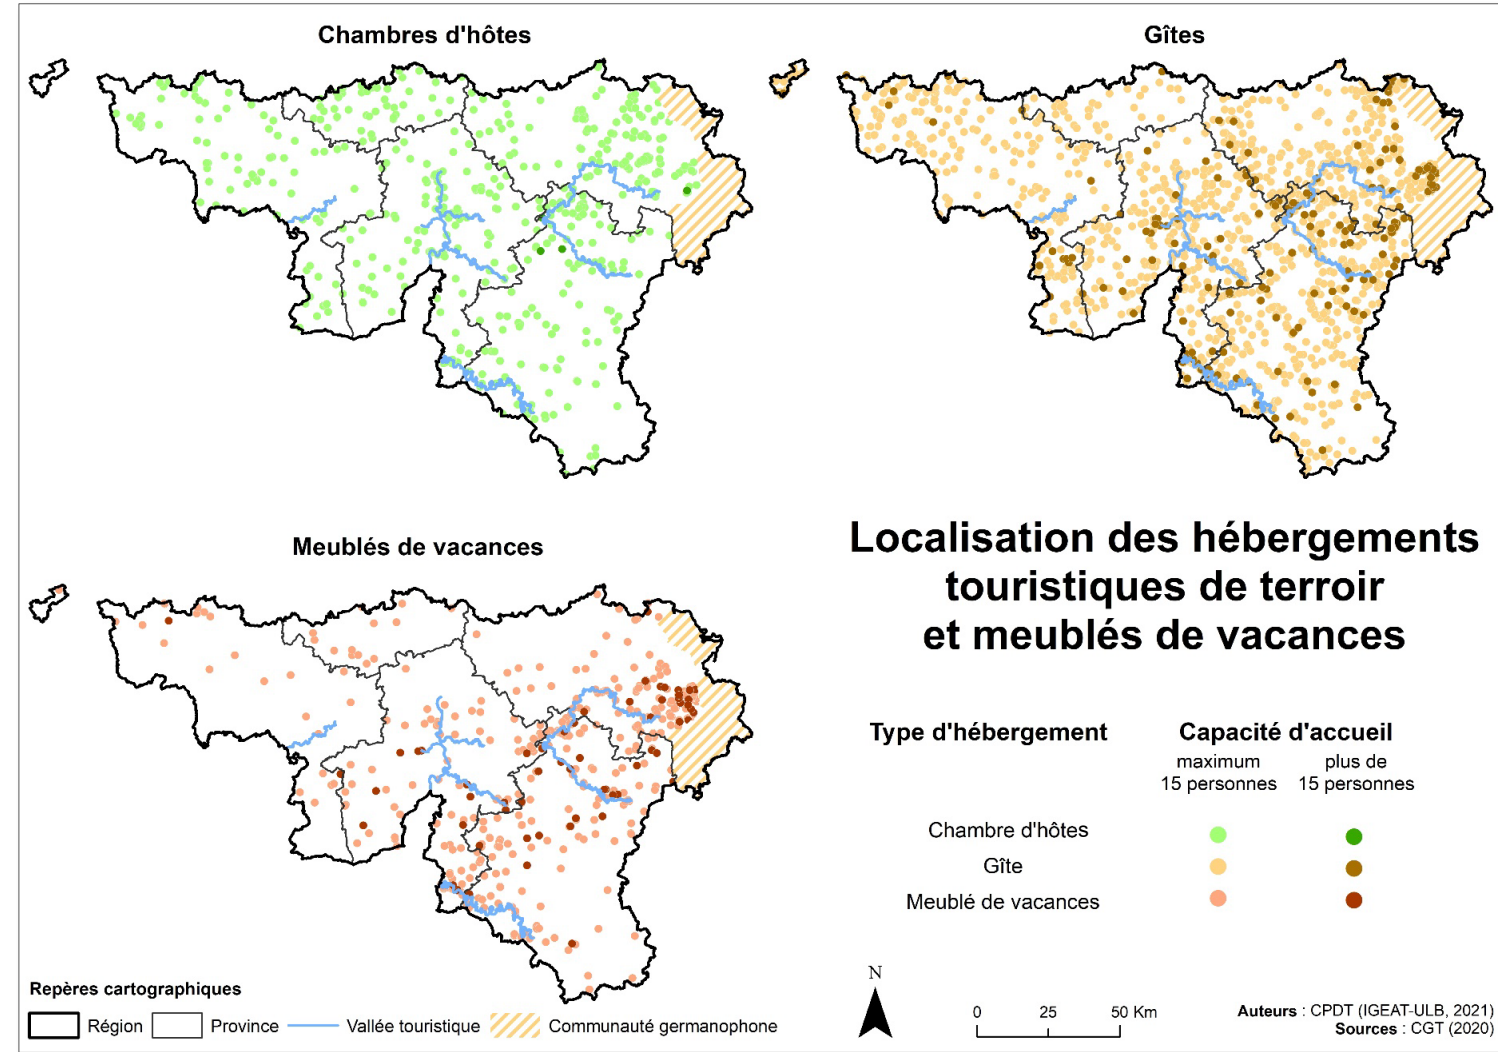 Chambres d'hôtes
Gîtes
Meublés de vacances
Localisation des hébergements
touristiques de terroir
et meublés de vacances
Type d'hébergement
Capacité d'accueil
maximum
15 personnes
plus de
15 personnes
Chambre d'hôtes
Gîte
Meublé de vacances
Repères cartographiques
Région
Province
Vallée touristique
Communauté germanophone
N
0 25 50 Km
Auteurs : CPDT (IGEAT-ULB, 2021)
Sources : CGT (2020)